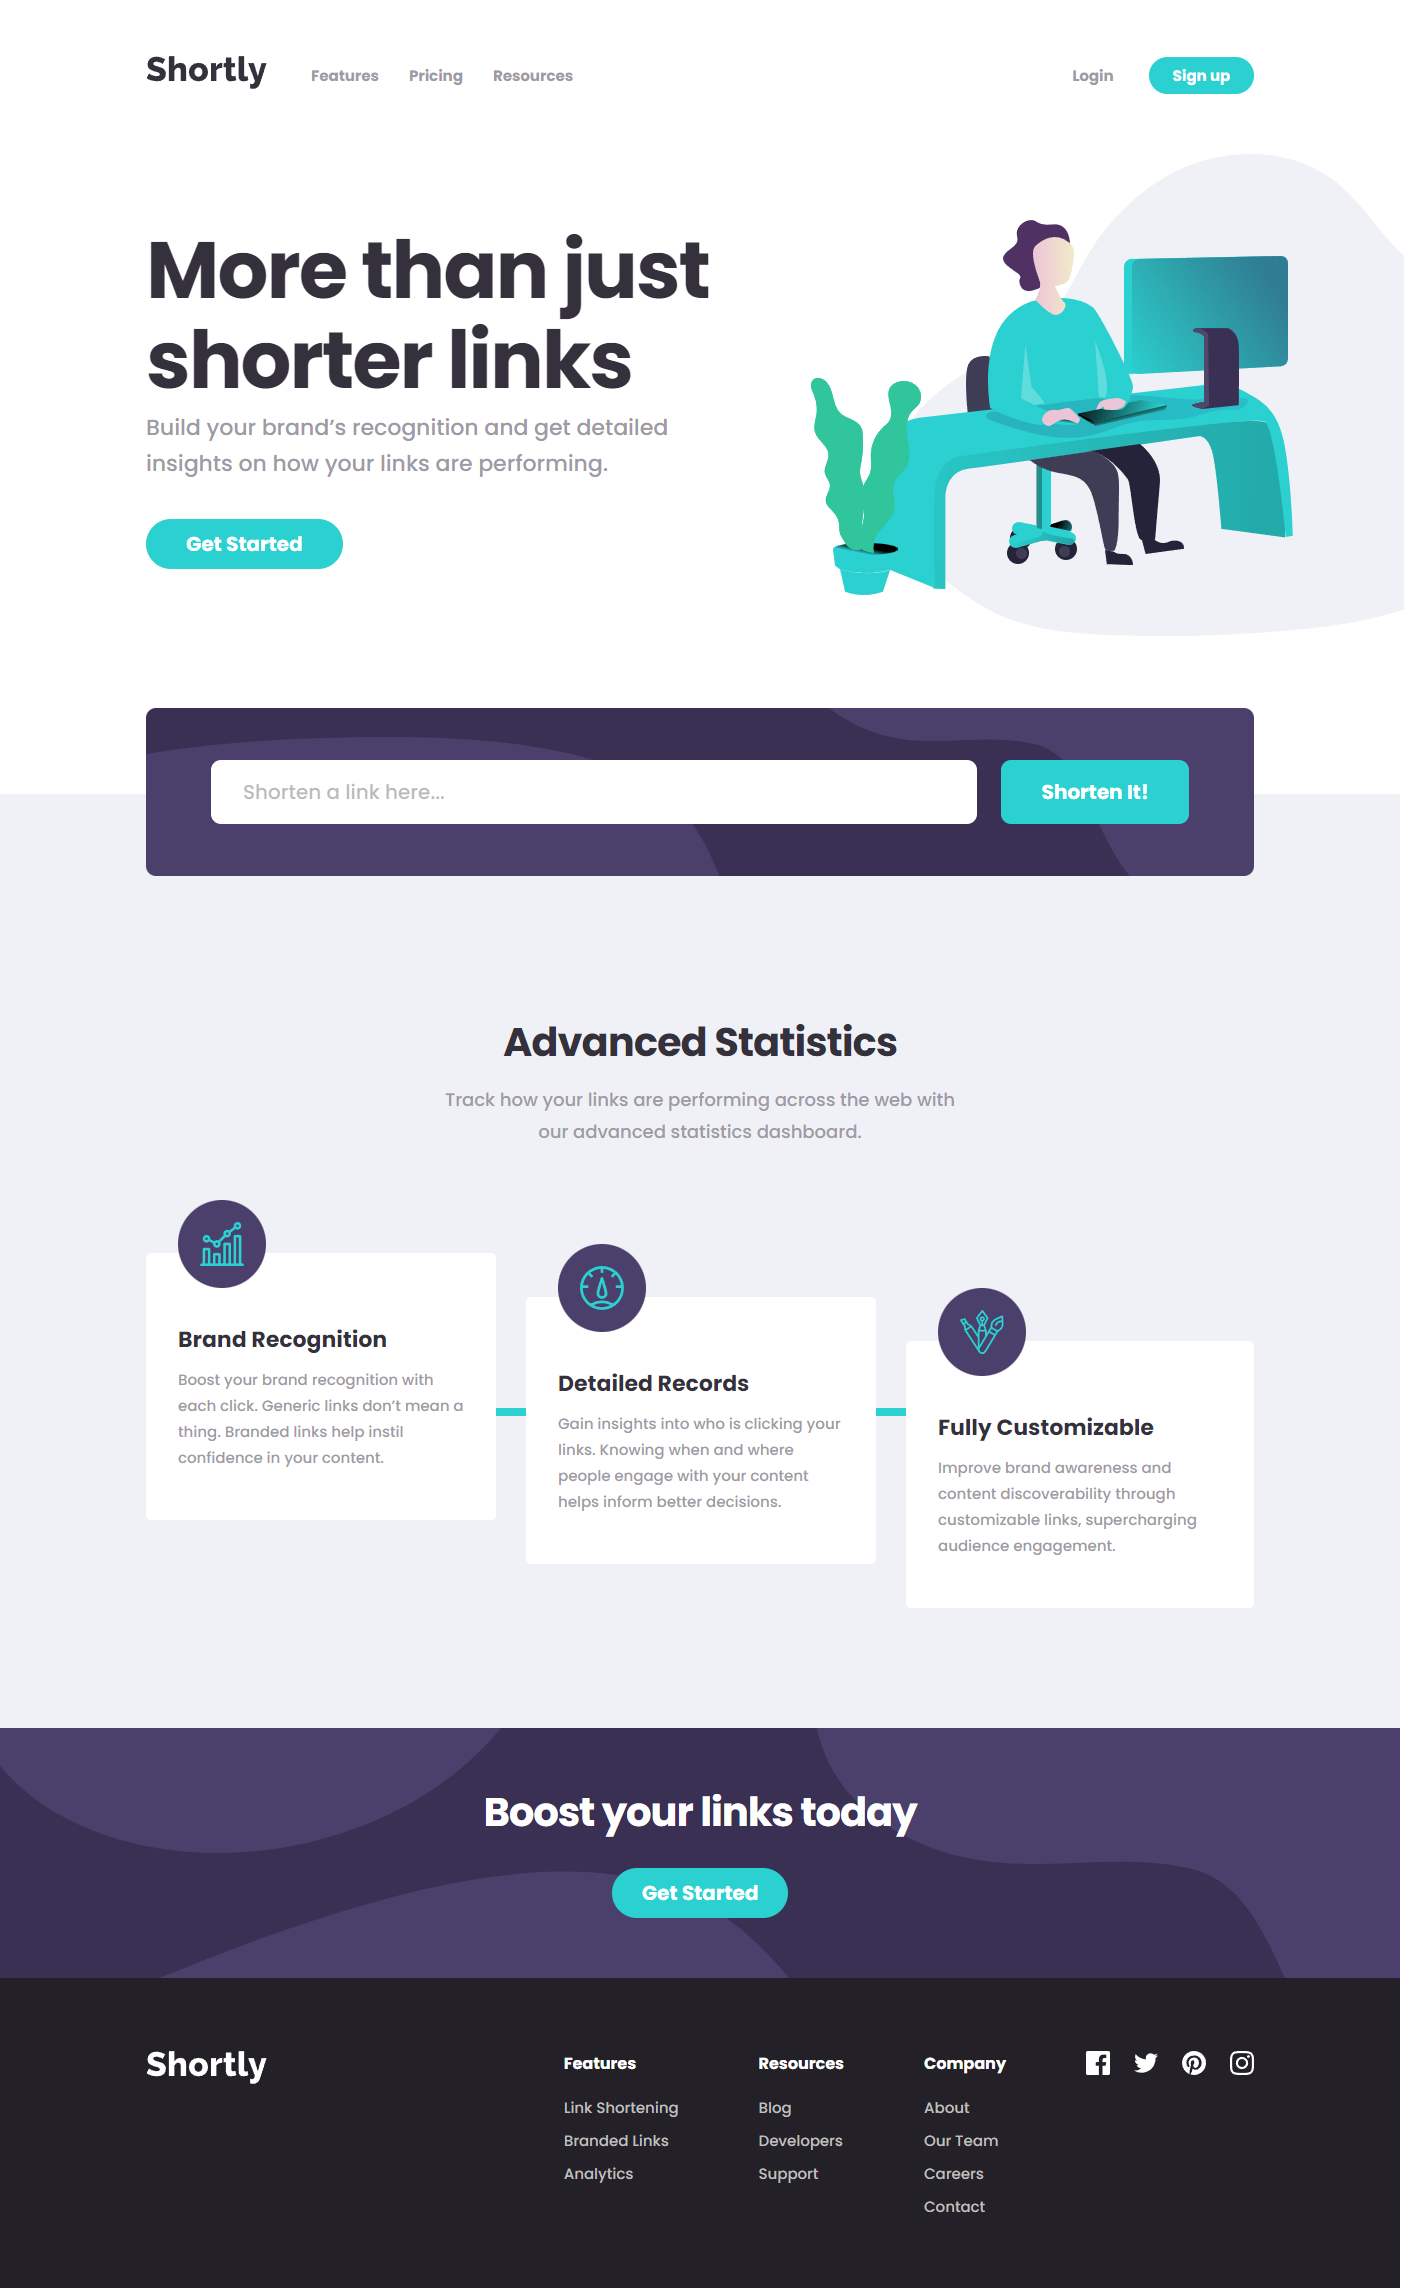 Shortly
Features
Pricing
Resources
Login
Sign up
More than just
shorter links
Build your brand’s recognition and get detailed
insights on how your links are performing.
Get Started
Shorten a link here...
Shorten It!
Advanced Statistics
Track how your links are performing across the web with
our advanced statistics dashboard.
Brand Recognition
Boost your brand recognition with
each click. Generic links don’t mean a
thing. Branded links help instil
confidence in your content.
Detailed Records
Gain insights into who is clicking your
links. Knowing when and where
people engage with your content
helps inform better decisions.
Fully Customizable
Improve brand awareness and
content discoverability through
customizable links, supercharging
audience engagement.
Boost your links today
Get Started
Shortly
Features
Link Shortening
Branded Links
Analytics
Resources
Blog
Developers
Support
Company
About
Our Team
Careers
Contact